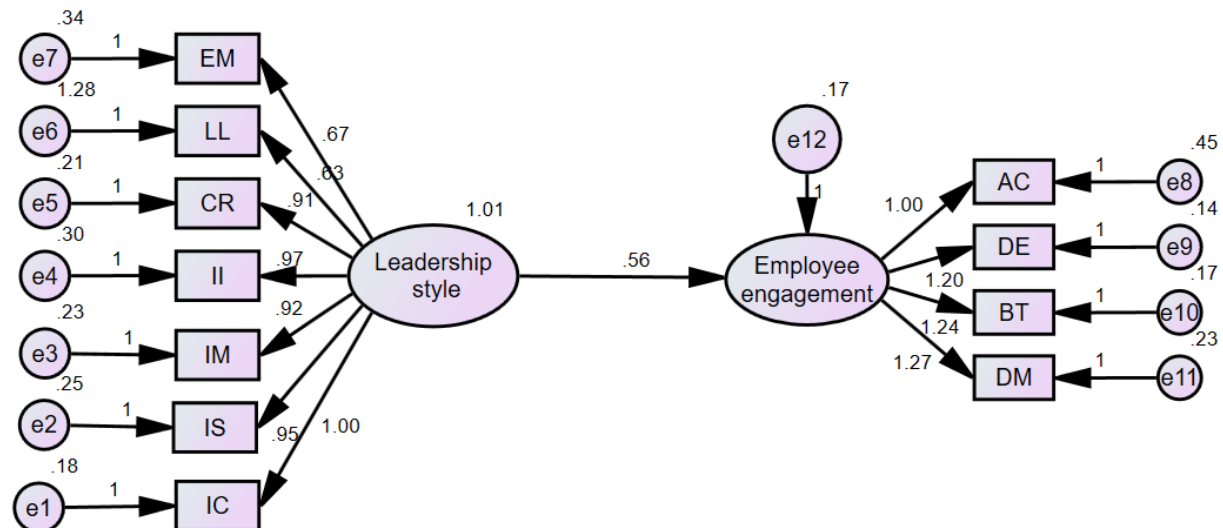 .34
e7
1
EM
1.28
e6
1
LL
.21
e5
1
CR
.30
e4
1
II
.23
e3
1
IM
.25
e2
1
IS
.18
e1
1
IC
.67
.63
.91
.97
.92
.95
1.00
1.01
Leadership
style
.56
.17
e12
1
Employee
engagement
1.00
1.20
1.24
1.27
AC
1
.45
e8
DE
1
.14
e9
BT
1
.17
e10
DM
1
.23
e11